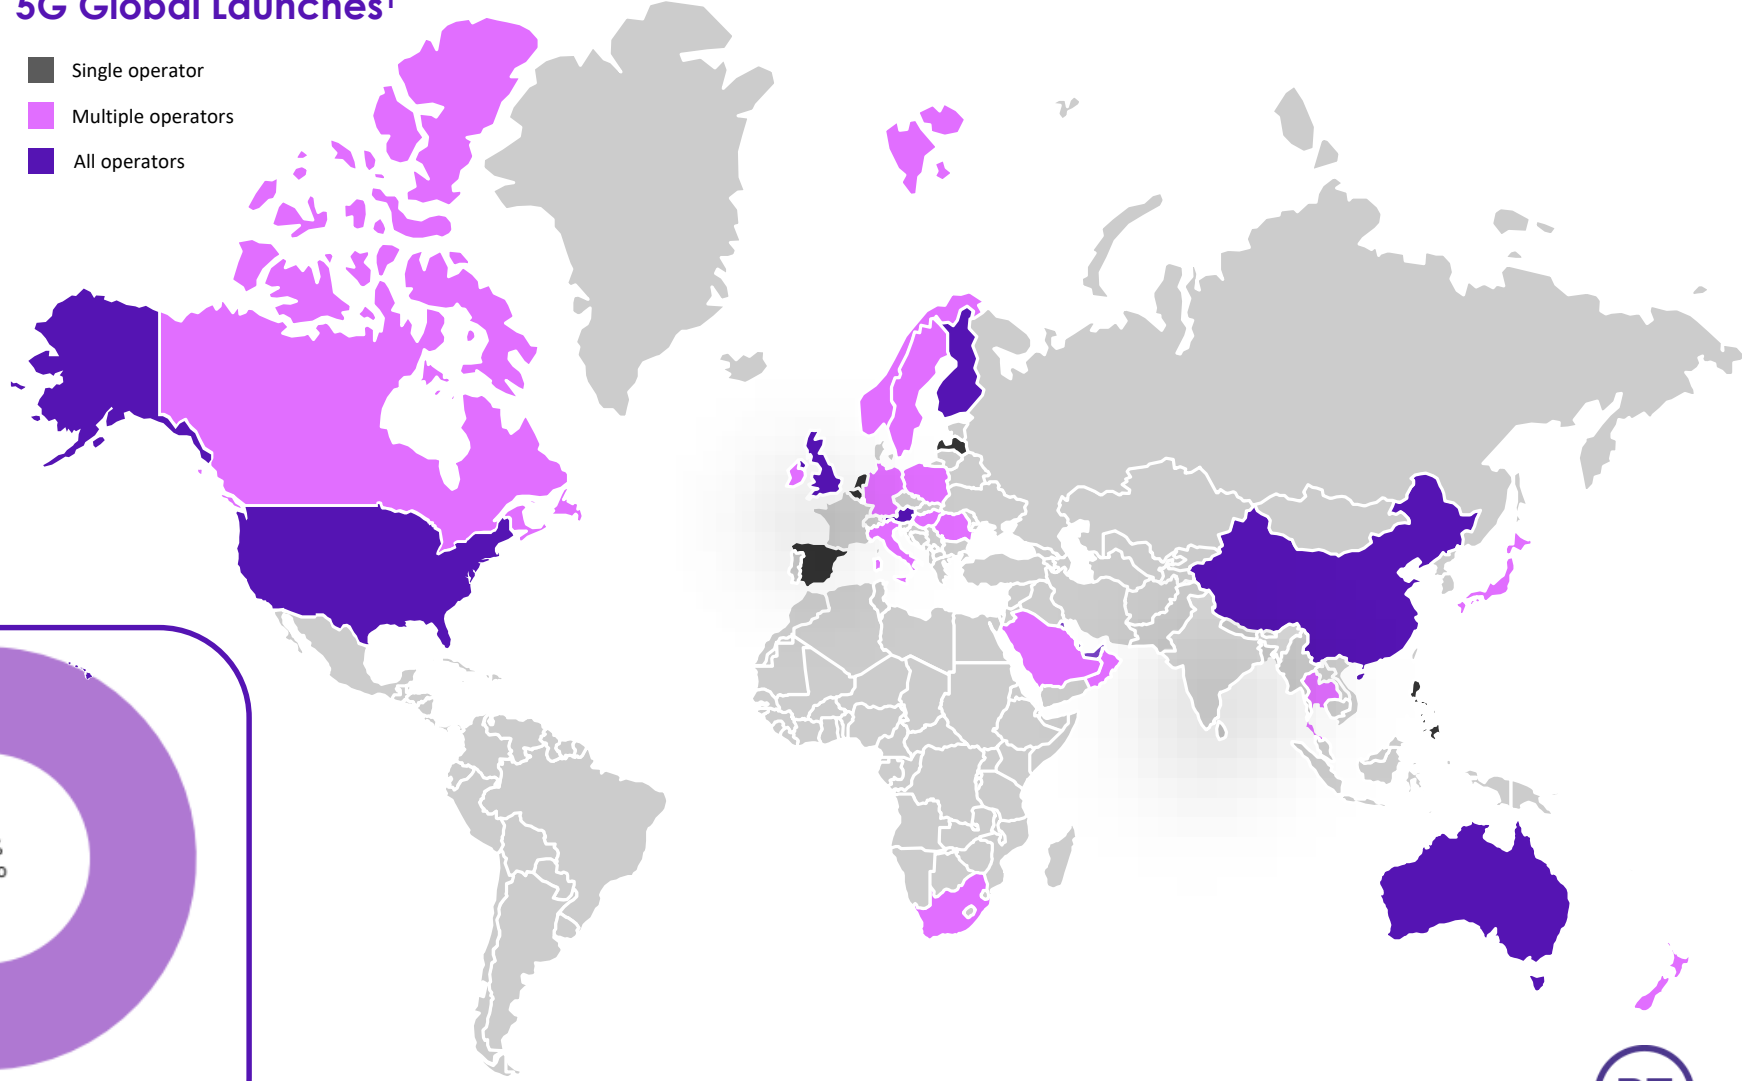 5G Global Launches¹
Single operator
Multiple operators
All operators